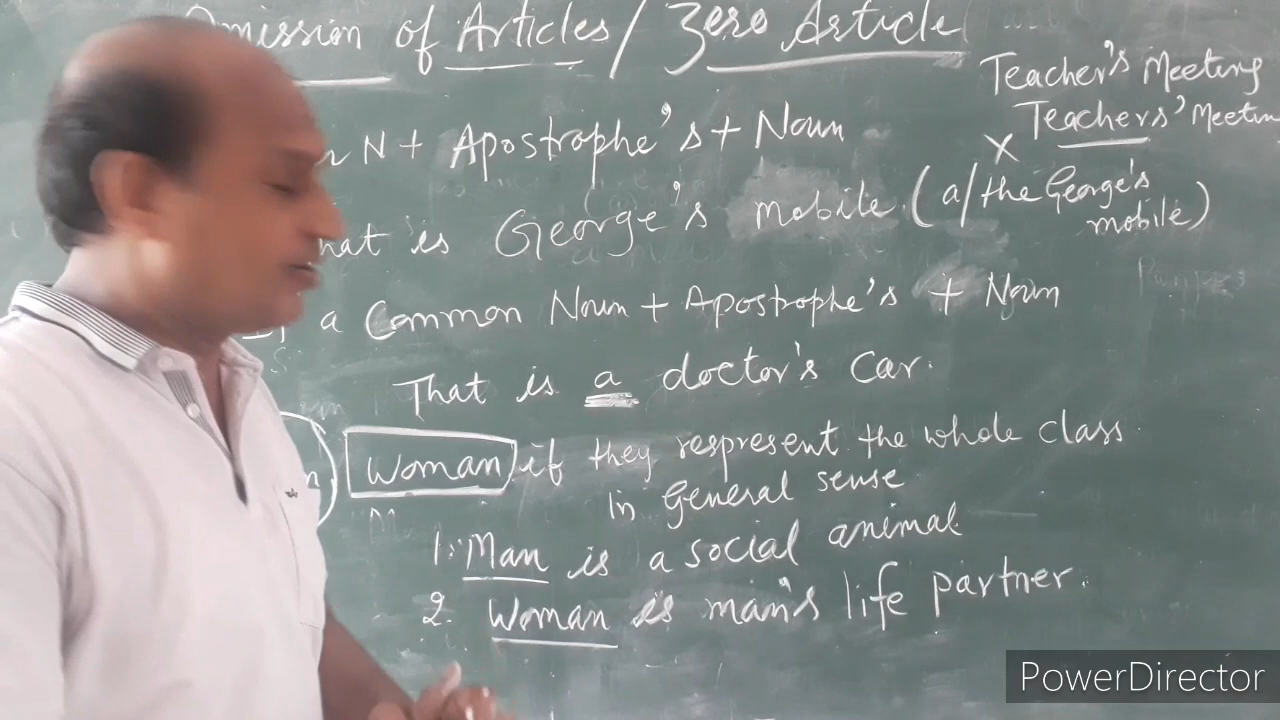 mission of Articles / Zero Article
Teacher's Meeting
Teachers' Meetin
N + Apostrophe's + Noun
X
hat is George's mobile. (a/the George's mobile)
a Common Noun + Apostrophe's + Noun
That is a doctor's car.
Woman if they respresent the whole class
in General sense
1. Man is a social animal
2. Woman is man's life partner.
PowerDirector